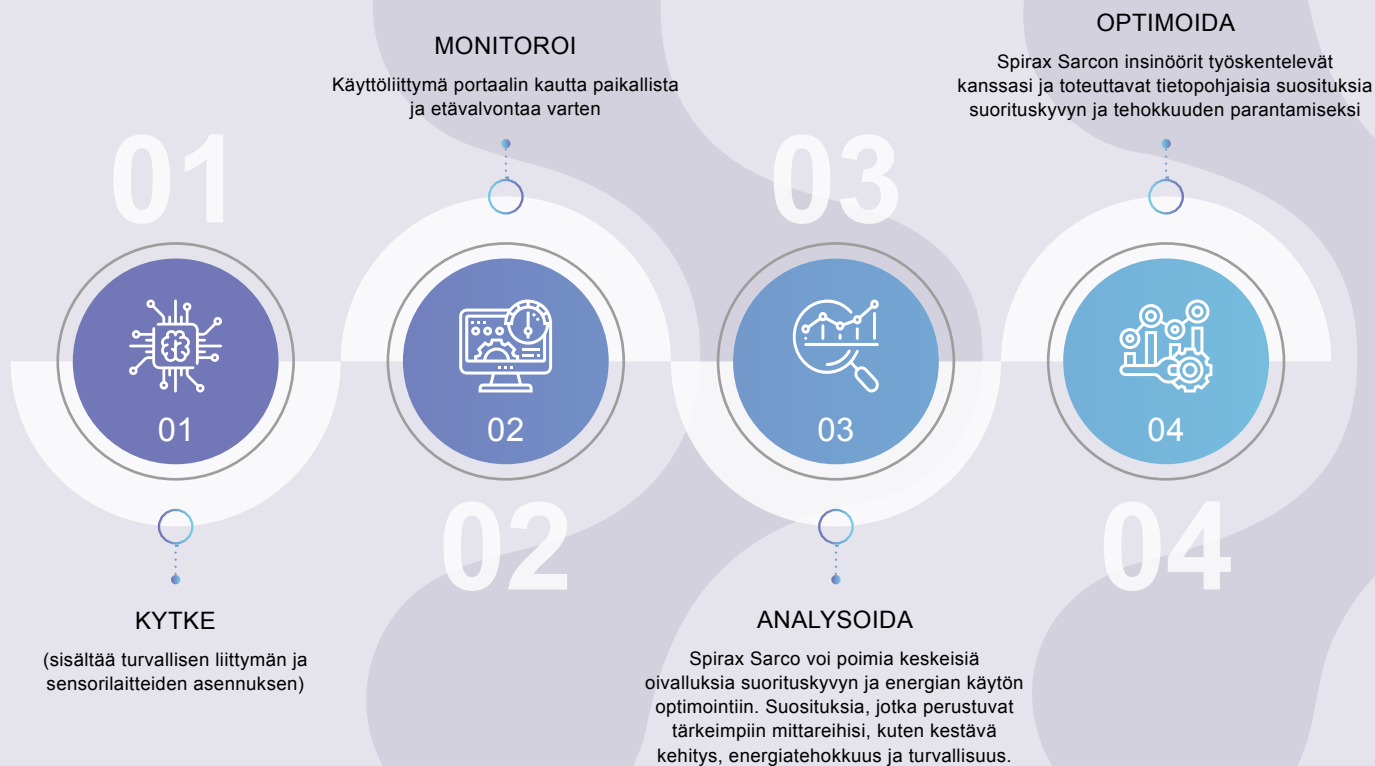 01
01
KYTKE
(sisältää turvallisen liittymän ja
sensorilaitteiden asennuksen)
MONITOROI
Käyttöliittymä portaalin kautta paikallista
ja etävalvontaa varten
02
02
03
03
ANALYSOIDA
Spirax Sarco voi poimia keskeisiä
oivalluksia suorituskyvyn ja energian käytön
optimointiin. Suosituksia, jotka perustuvat
tärkeimpiin mittareihisi, kuten kestävä
kehitys, energiatehokkuus ja turvallisuus.
OPTIMOIDA
Spirax Sarcon insinöörit työskentelevät
kanssasi ja toteuttavat tietopohjaisia suosituksia
suorituskyvyn ja tehokkuuden parantamiseksi
04
04